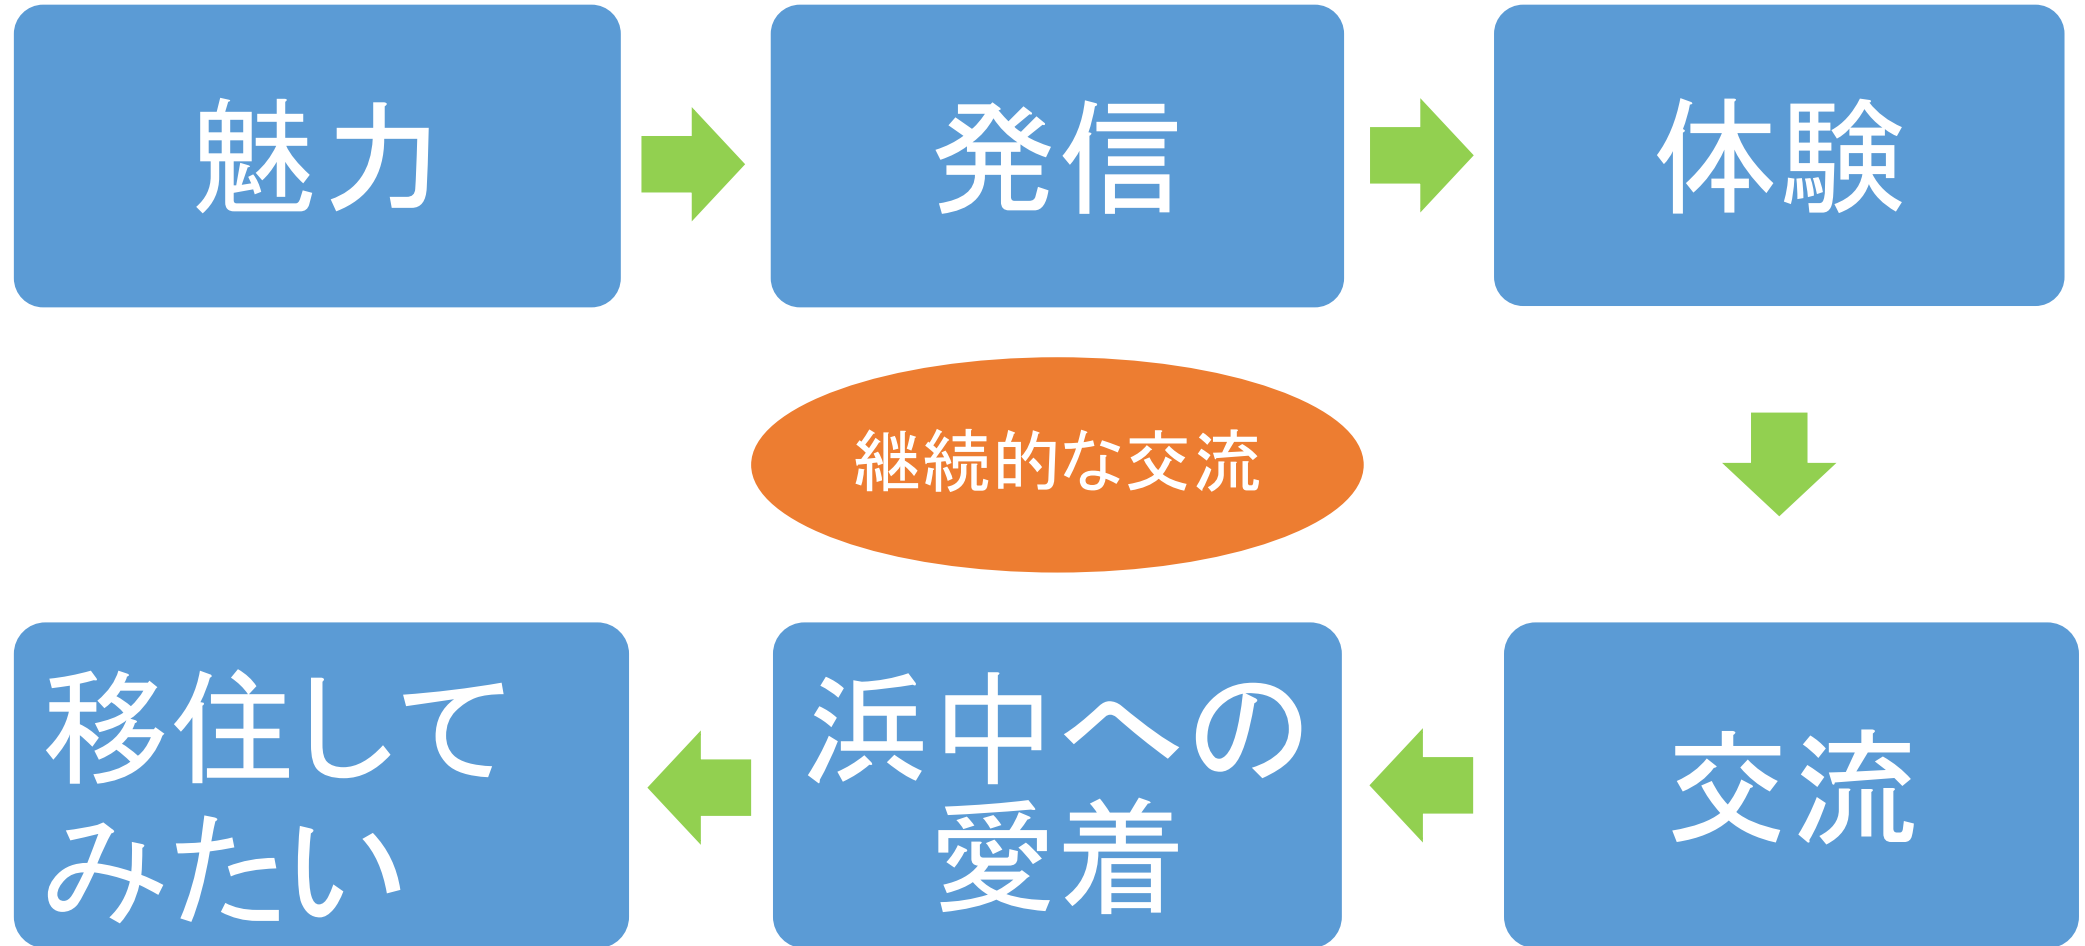 魅力
発信
体験
継続的な交流
移住して
みたい
浜中への
愛着
交流